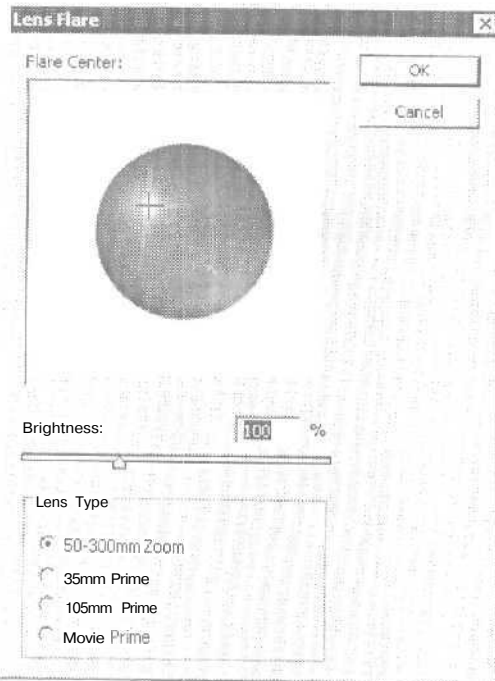 Lens Flare
Flare Center:
OK
Cancel
Brightness:
100 %
Lens Type
50-300mm Zoom
35mm Prime
105mm Prime
Movie Prime